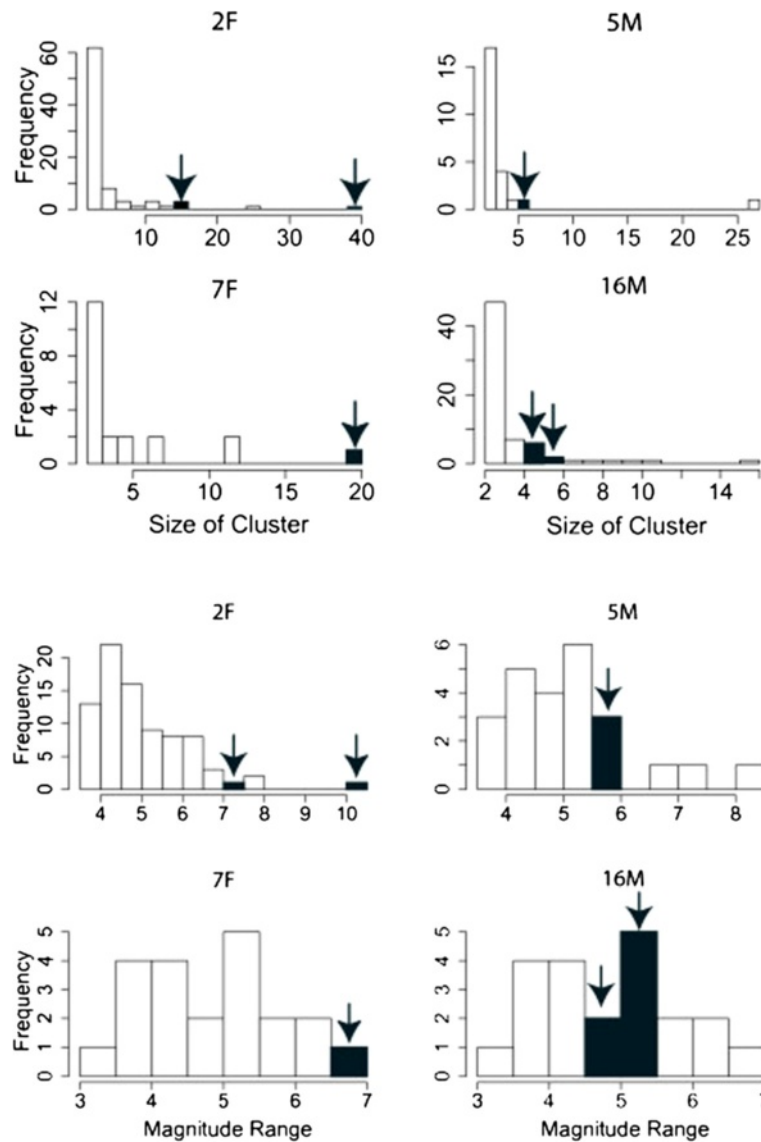 2F
Frequency
0 20 40 60
10 20 30 40
5M
0 5 10 15
5 10 15 20 25
7F
Frequency
0 4 8 12
5 10 15 20
Size of Cluster
16M
0 20 40
2 4 6 8 10 14
Size of Cluster
2F
Frequency
0 5 10 15 20
4 5 6 7 8 9 10
5M
0 2 4 6
4 5 6 7 8
7F
Frequency
0 1 2 3 4 5
3 4 5 6 7
Magnitude Range
16M
0 1 2 3 4 5
3 4 5 6 7
Magnitude Range